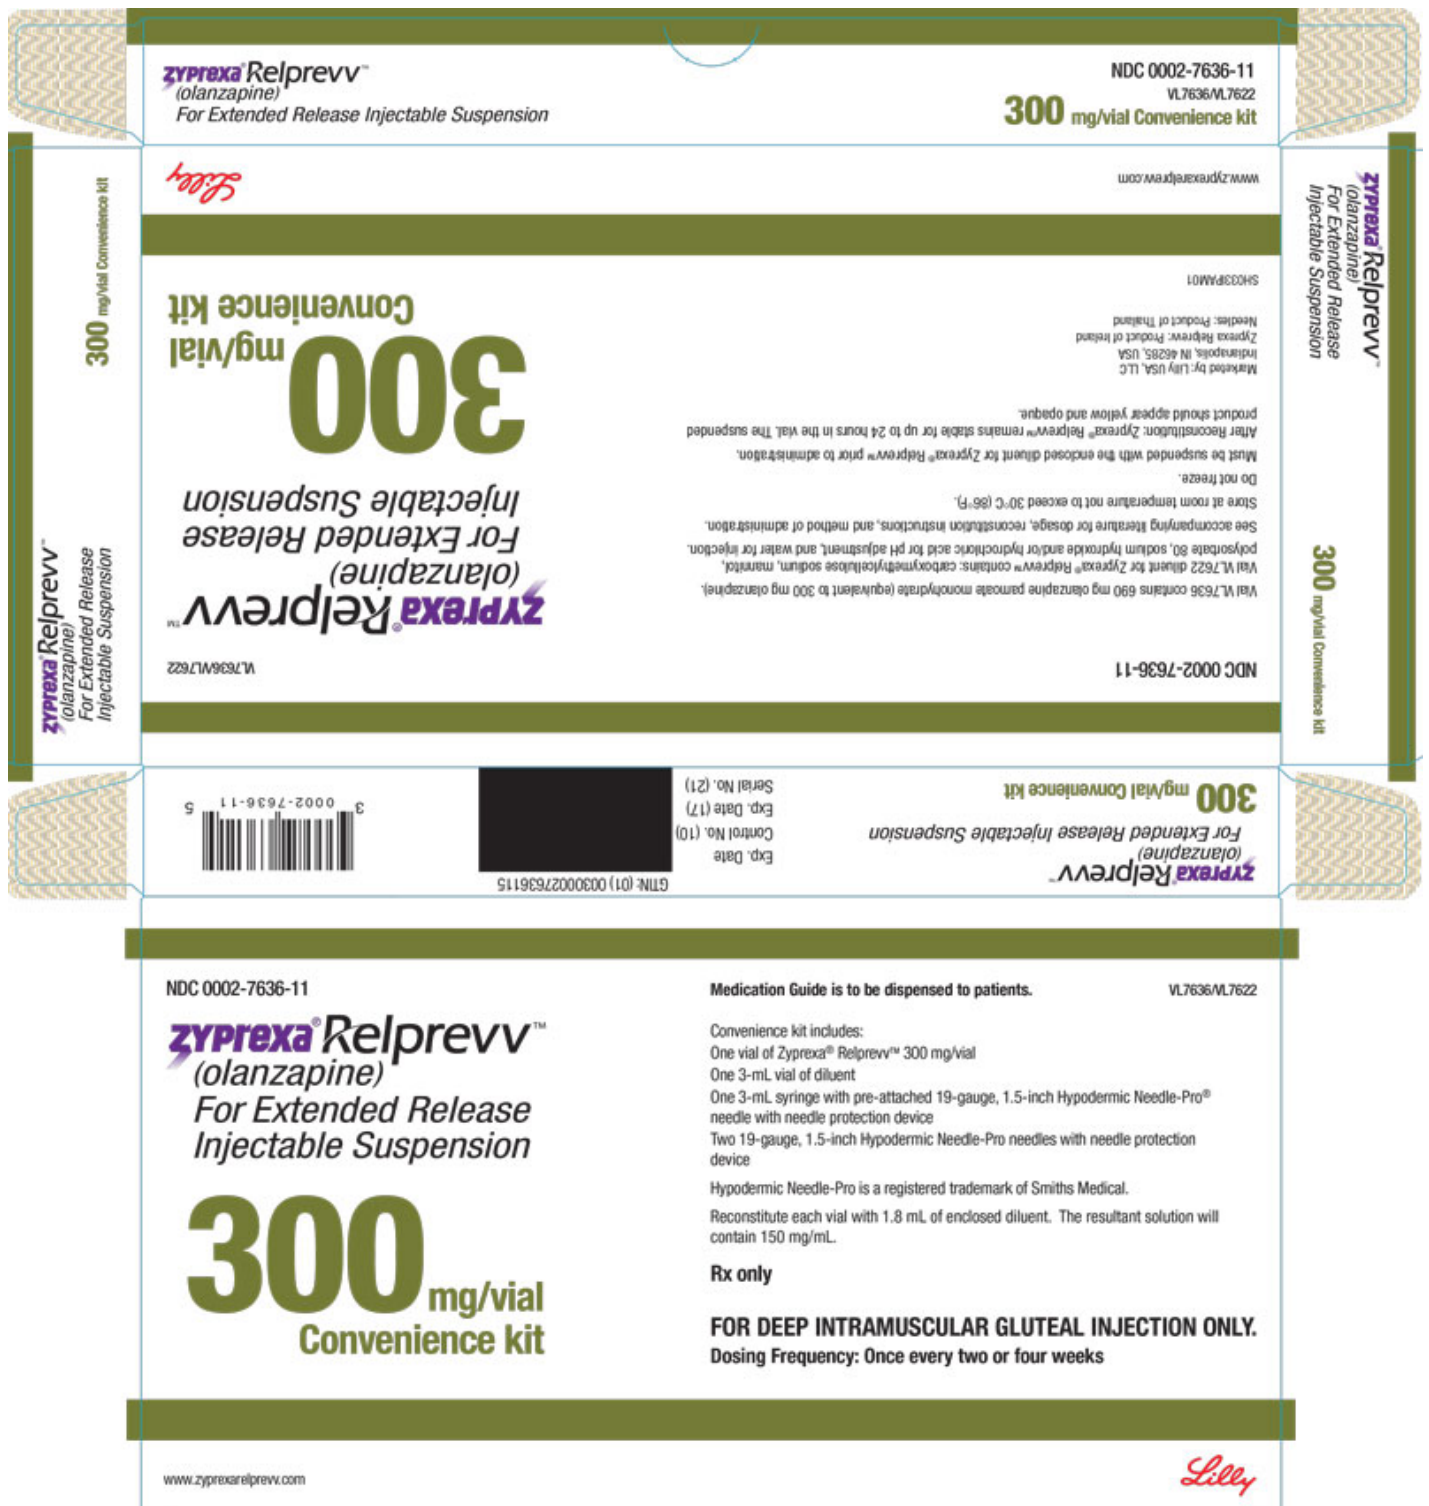 zyprexa® Relprevv™
(olanzapine)
For Extended Release Injectable Suspension
NDC 0002-7636-11
VL7636/VL7622
300 mg/vial Convenience kit
Lilly
www.zyprexarelprevv.com
300 mg/vial Convenience kit
zyprexa® Relprevv™
(olanzapine)
For Extended Release
Injectable Suspension
zyprexa® Relprevv™
(olanzapine)
For Extended Release
Injectable Suspension
300 mg/vial Convenience kit
NDC 0002-7636-11
VL7636/VL7622
zyprexa® Relprevv™
(olanzapine)
For Extended Release
Injectable Suspension
300 mg/vial
Convenience kit
Vial VL7636 contains 690 mg olanzapine pamoate monohydrate (equivalent to 300 mg olanzapine).
Vial VL7622 diluent for Zyprexa® Relprevv™ contains: carboxymethylcellulose sodium, mannitol,
polysorbate 80, sodium hydroxide and/or hydrochloric acid for pH adjustment, and water for injection.
See accompanying literature for dosage, reconstitution instructions, and method of administration.
Store at room temperature not to exceed 30°C (86°F).
Do not freeze.
Must be suspended with the enclosed diluent for Zyprexa® Relprevv™ prior to administration.
After Reconstitution: Zyprexa® Relprevv™ remains stable for up to 24 hours in the vial. The suspended
product should appear yellow and opaque.
Marketed by: Lilly USA, LLC
Indianapolis, IN 46285, USA
Zyprexa Relprevv: Product of Ireland
Needles: Product of Thailand
SH033PAM01
zyprexa® Relprevv™
(olanzapine)
For Extended Release Injectable Suspension
300 mg/vial Convenience kit
GTIN: (01) 00300027636115
Exp. Date
Control No. (10)
Exp. Date (17)
Serial No. (21)
3 0002-7636-11 5
NDC 0002-7636-11
zyprexa® Relprevv™
(olanzapine)
For Extended Release
Injectable Suspension
300 mg/vial
Convenience kit
Medication Guide is to be dispensed to patients.
VL7636/VL7622
Convenience kit includes:
One vial of Zyprexa® Relprevv™ 300 mg/vial
One 3-mL vial of diluent
One 3-mL syringe with pre-attached 19-gauge, 1.5-inch Hypodermic Needle-Pro®
needle with needle protection device
Two 19-gauge, 1.5-inch Hypodermic Needle-Pro needles with needle protection
device
Hypodermic Needle-Pro is a registered trademark of Smiths Medical.
Reconstitute each vial with 1.8 mL of enclosed diluent. The resultant solution will
contain 150 mg/mL.
Rx only
FOR DEEP INTRAMUSCULAR GLUTEAL INJECTION ONLY.
Dosing Frequency: Once every two or four weeks
www.zyprexarelprevv.com
Lilly